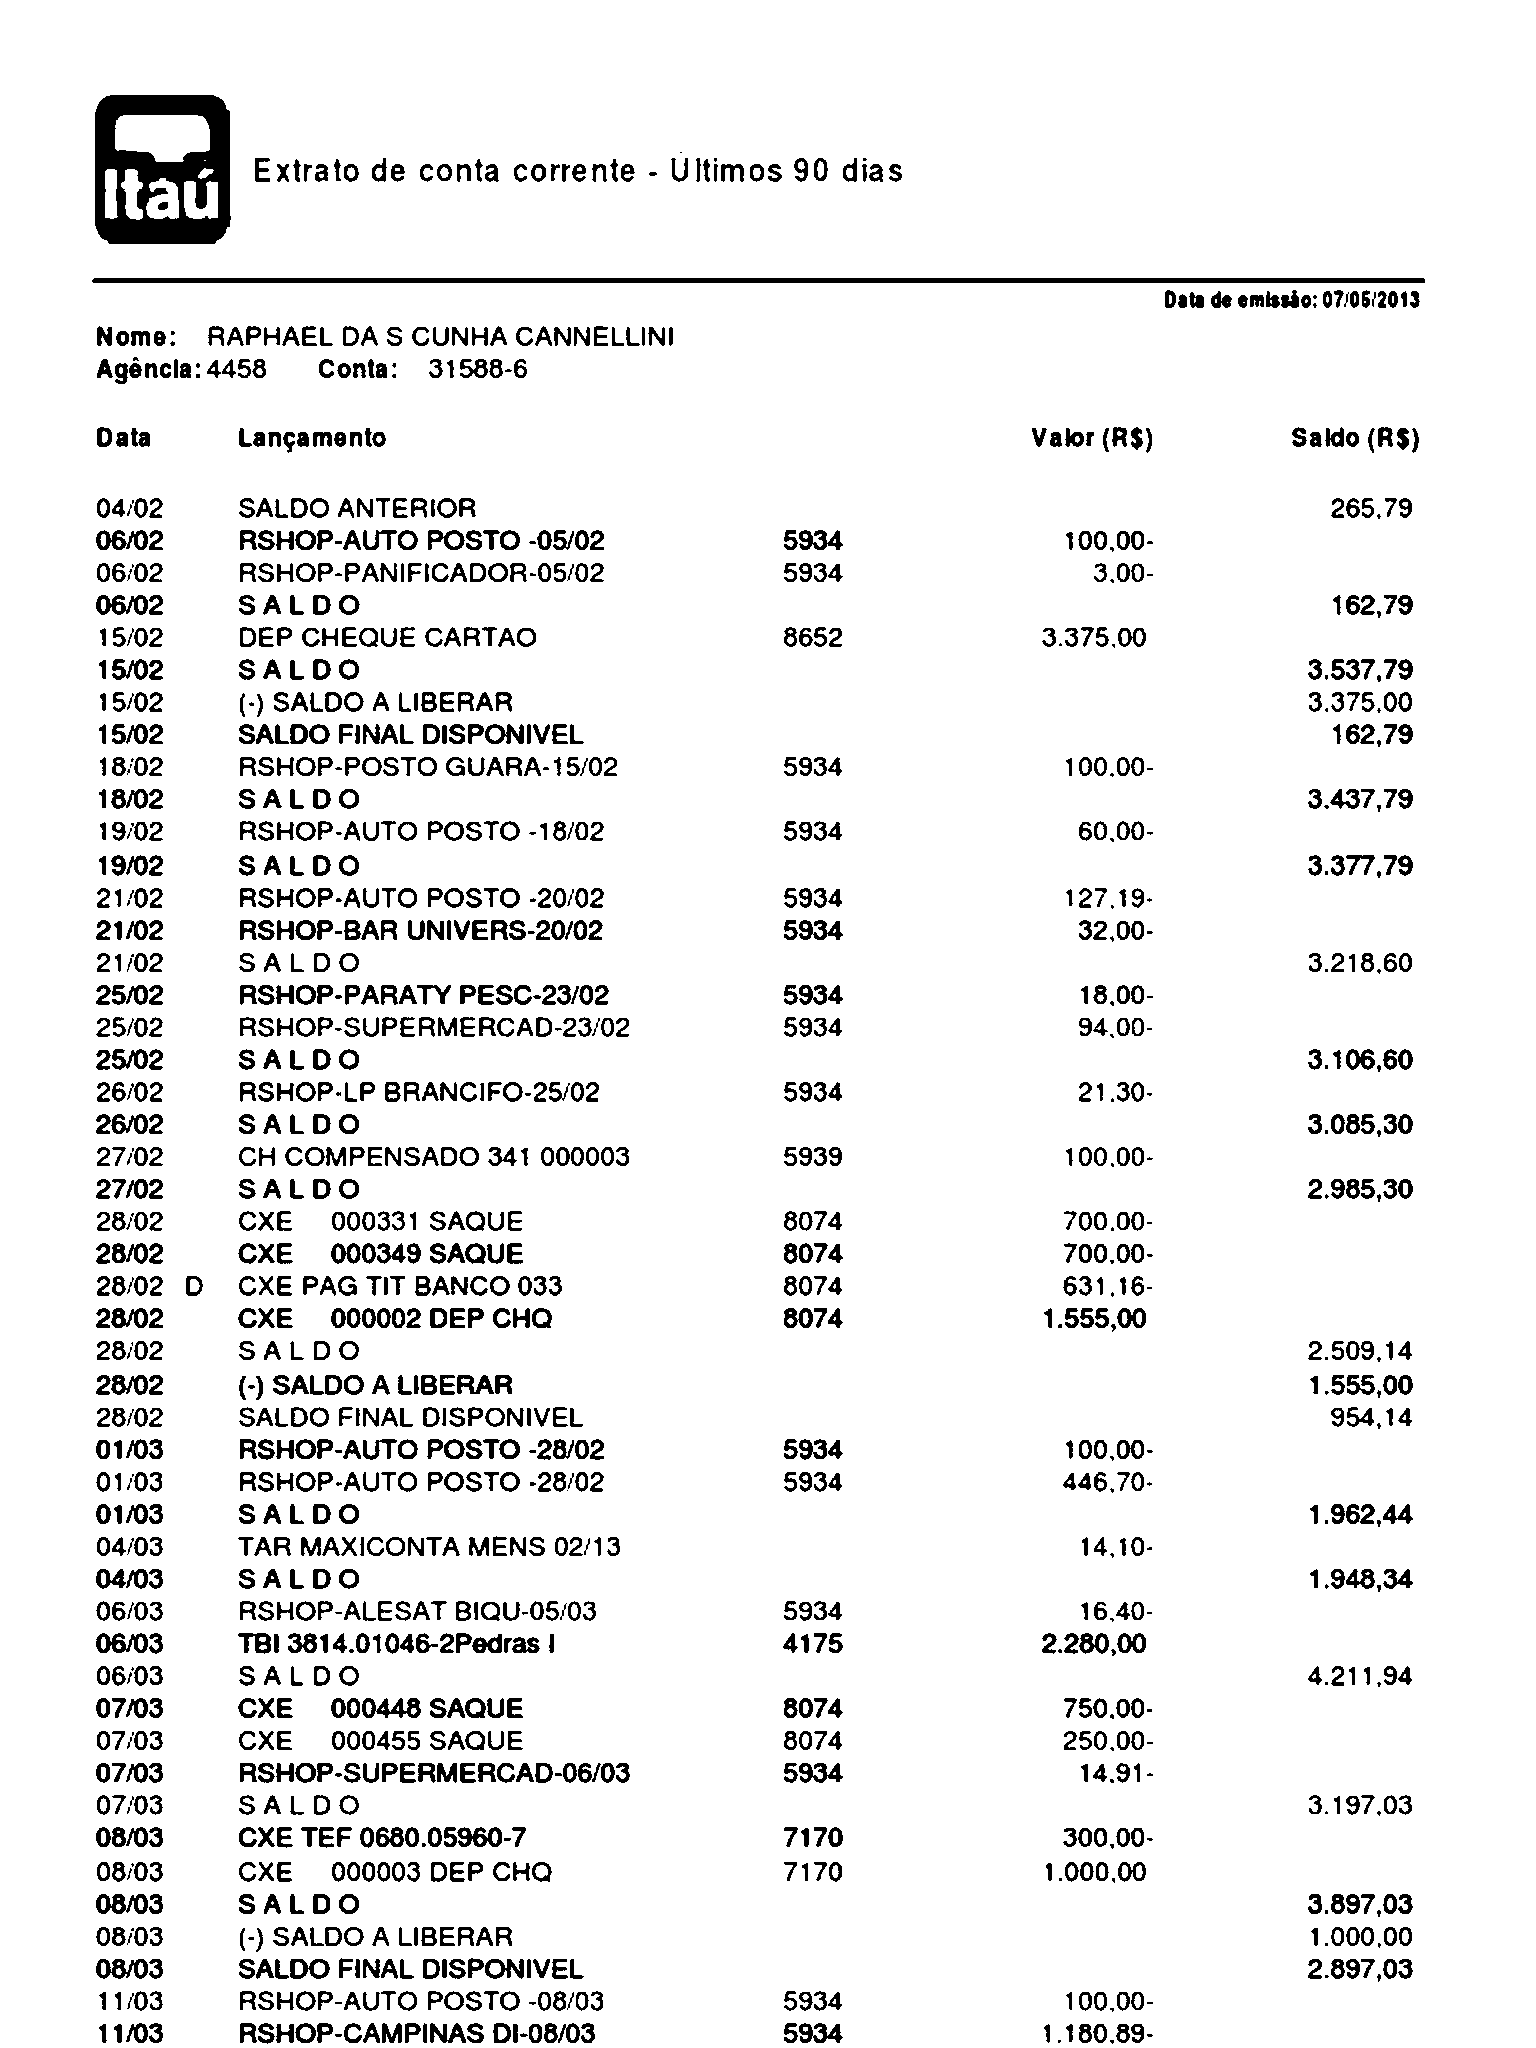 Itaú
Extrato de conta corrente - Últimos 90 dias
Data de emissão: 07/05/2013
Nome: RAPHAEL DA S CUNHA CANNELLINI
Agência: 4458 Conta: 31588-6
Data Lançamento Valor (R$) Saldo (R$)
04/02 SALDO ANTERIOR 265,79
06/02 RSHOP-AUTO POSTO -05/02 5934 100,00-
06/02 RSHOP-PANIFICADOR-05/02 5934 3,00-
06/02 S A L D O 162,79
15/02 DEP CHEQUE CARTAO 8652 3.375,00
15/02 S A L D O 3.537,79
15/02 (-) SALDO A LIBERAR 3.375,00
15/02 SALDO FINAL DISPONIVEL 162,79
18/02 RSHOP-POSTO GUARA-15/02 5934 100,00-
18/02 S A L D O 3.437,79
19/02 RSHOP-AUTO POSTO -18/02 5934 60,00-
19/02 S A L D O 3.377,79
21/02 RSHOP-AUTO POSTO -20/02 5934 127,19-
21/02 RSHOP-BAR UNIVERS-20/02 5934 32,00-
21/02 S A L D O 3.218,60
25/02 RSHOP-PARATY PESC-23/02 5934 18,00-
25/02 RSHOP-SUPERMERCAD-23/02 5934 94,00-
25/02 S A L D O 3.106,60
26/02 RSHOP-LP BRANCIFO-25/02 5934 21,30-
26/02 S A L D O 3.085,30
27/02 CH COMPENSADO 341 000003 5939 100,00-
27/02 S A L D O 2.985,30
28/02 CXE 000331 SAQUE 8074 700,00-
28/02 CXE 000349 SAQUE 8074 700,00-
28/02 D CXE PAG TIT BANCO 033 8074 631,16-
28/02 CXE 000002 DEP CHQ 8074 1.555,00
28/02 S A L D O 2.509,14
28/02 (-) SALDO A LIBERAR 1.555,00
28/02 SALDO FINAL DISPONIVEL 954,14
01/03 RSHOP-AUTO POSTO -28/02 5934 100,00-
01/03 RSHOP-AUTO POSTO -28/02 5934 446,70-
01/03 S A L D O 1.962,44
04/03 TAR MAXICONTA MENS 02/13 14,10-
04/03 S A L D O 1.948,34
06/03 RSHOP-ALESAT BIQU-05/03 5934 16,40-
06/03 TBI 3814.01046-2Pedras I 4175 2.280,00
06/03 S A L D O 4.211,94
07/03 CXE 000448 SAQUE 8074 750,00-
07/03 CXE 000455 SAQUE 8074 250,00-
07/03 RSHOP-SUPERMERCAD-06/03 5934 14,91-
07/03 S A L D O 3.197,03
08/03 CXE TEF 0680.05960-7 7170 300,00-
08/03 CXE 000003 DEP CHQ 7170 1.000,00
08/03 S A L D O 3.897,03
08/03 (-) SALDO A LIBERAR 1.000,00
08/03 SALDO FINAL DISPONIVEL 2.897,03
11/03 RSHOP-AUTO POSTO -08/03 5934 100,00-
11/03 RSHOP-CAMPINAS DI-08/03 5934 1.180,89-